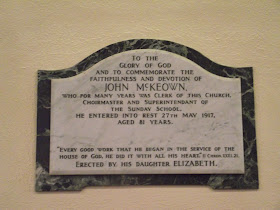 TO THE
GLORY OF GOD
AND TO COMMEMORATE THE
FAITHFULNESS AND DEVOTION OF
JOHN McKEOWN,
WHO FOR MANY YEARS WAS CLERK OF THIS CHURCH,
CHOIRMASTER AND SUPERINTENDENT OF
THE SUNDAY SCHOOL.
HE ENTERED INTO REST 27TH MAY 1917,
AGED 81 YEARS.
"EVERY GOOD WORK THAT HE BEGAN IN THE SERVICE OF THE
HOUSE OF GOD, HE DID IT WITH ALL HIS HEART."
ERECTED BY HIS DAUGHTER ELIZABETH.